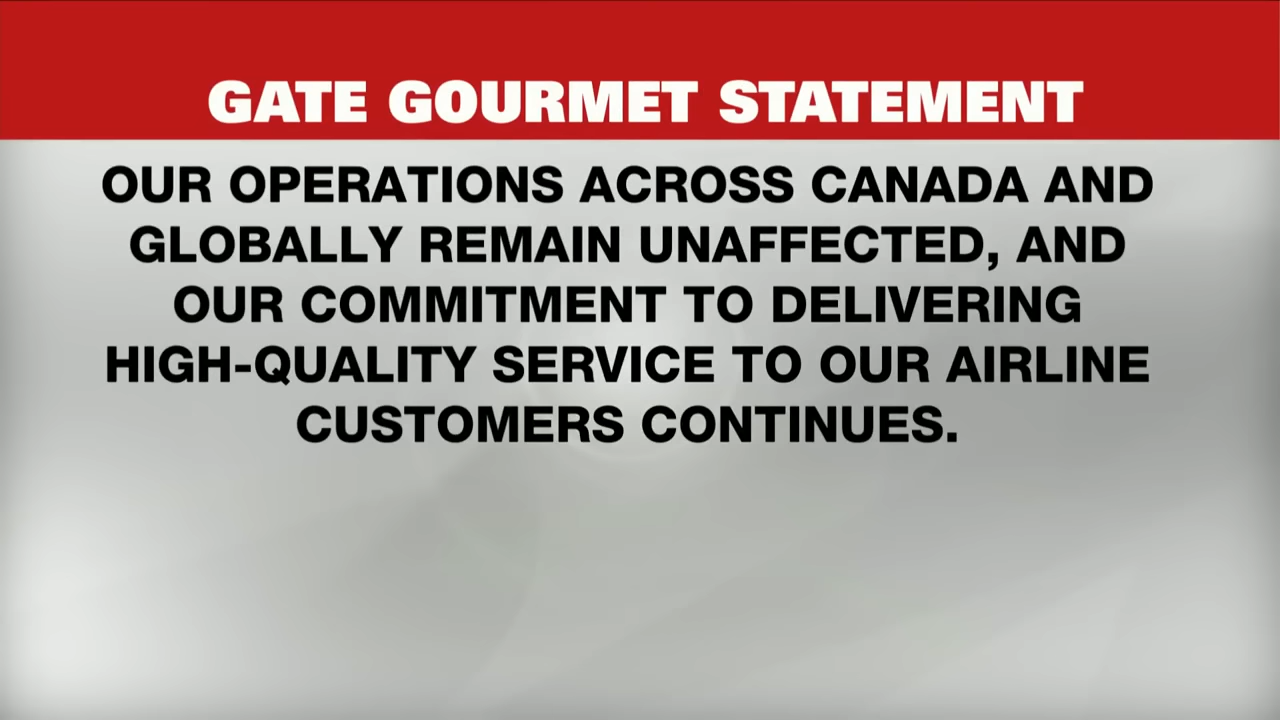 GATE GOURMET STATEMENT
OUR OPERATIONS ACROSS CANADA AND
GLOBALLY REMAIN UNAFFECTED, AND
OUR COMMITMENT TO DELIVERING
HIGH-QUALITY SERVICE TO OUR AIRLINE
CUSTOMERS CONTINUES.